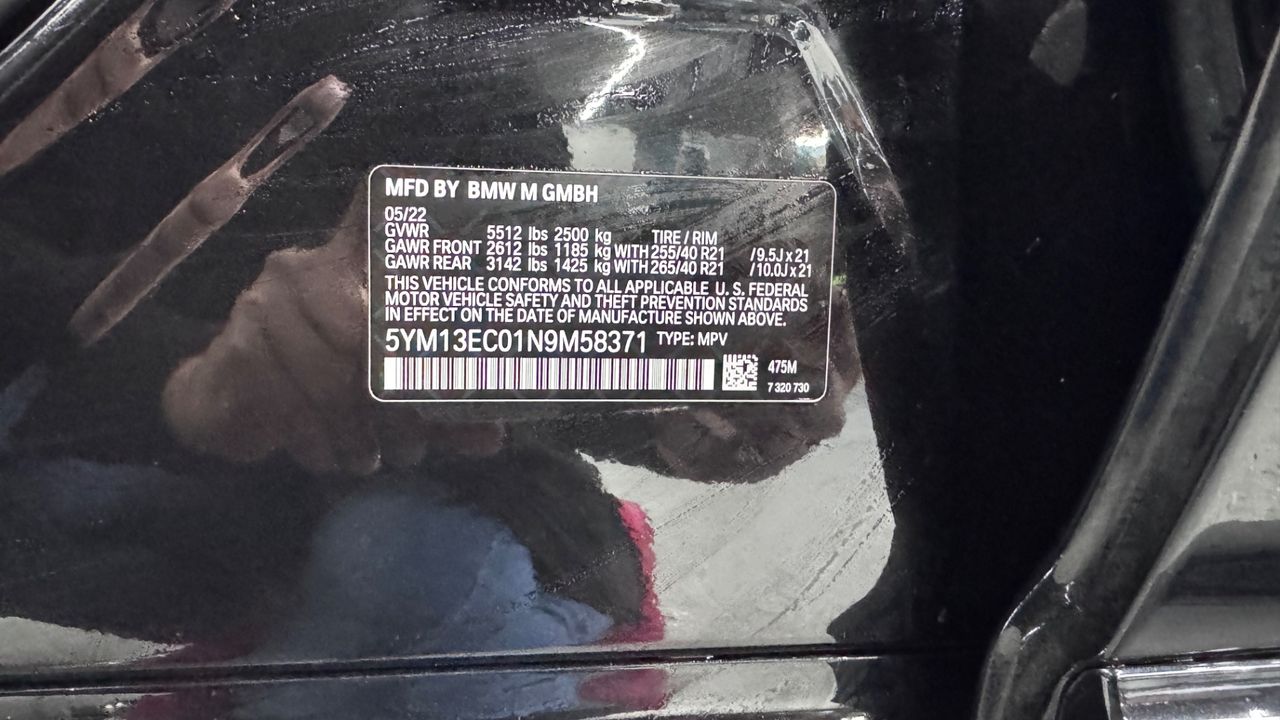 MFD BY BMW M GMBH
05/22
GVWR 5512 lbs 2500 kg TIRE / RIM
GAWR FRONT 2612 lbs 1185 kg WITH 255/40 R21 /9.5J x 21
GAWR REAR 3142 lbs 1425 kg WITH 265/40 R21 /10.0J x 21
THIS VEHICLE CONFORMS TO ALL APPLICABLE U.S. FEDERAL
MOTOR VEHICLE SAFETY AND THEFT PREVENTION STANDARDS
IN EFFECT ON THE DATE OF MANUFACTURE SHOWN ABOVE.
5YM13EC01N9M58371 TYPE: MPV
475M
7 320 730